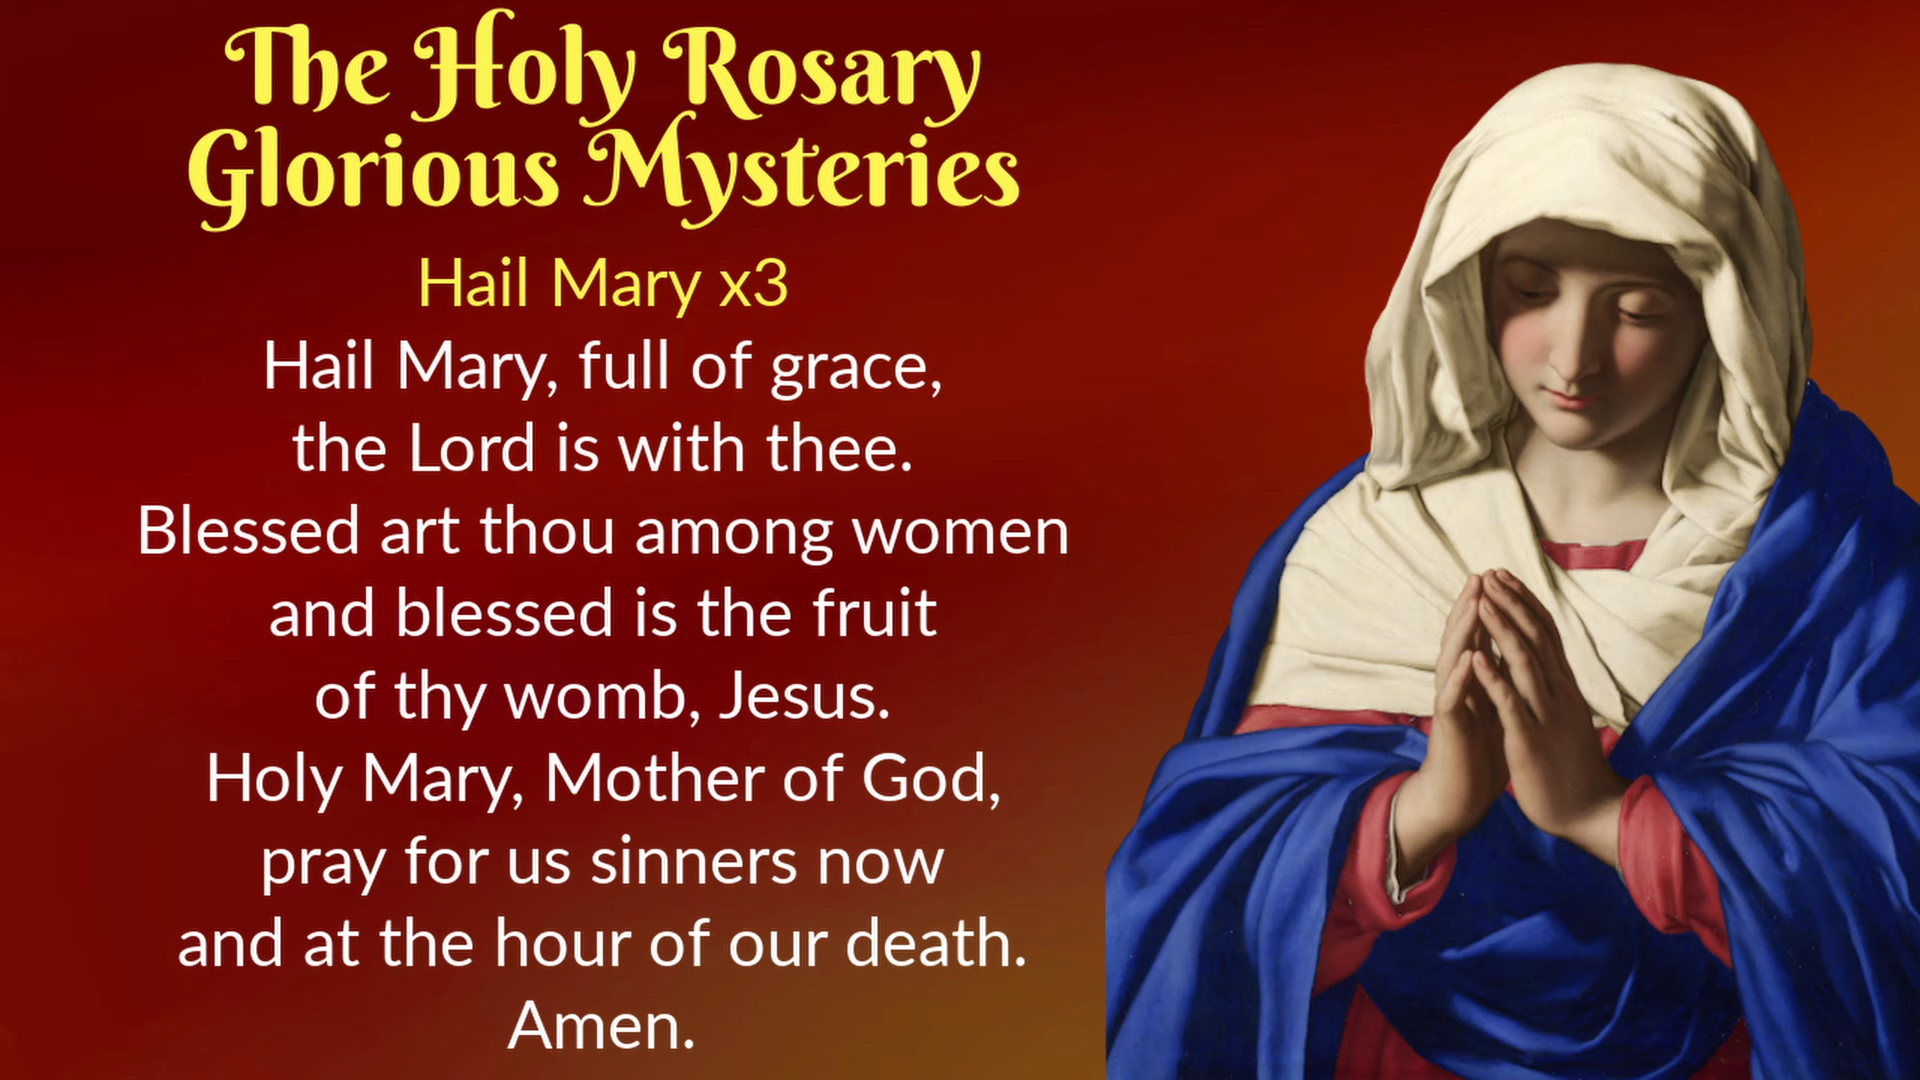 The Holy Rosary
Glorious Mysteries
Hail Mary x3
Hail Mary, full of grace,
the Lord is with thee.
Blessed art thou among women
and blessed is the fruit
of thy womb, Jesus.
Holy Mary, Mother of God,
pray for us sinners now
and at the hour of our death.
Amen.